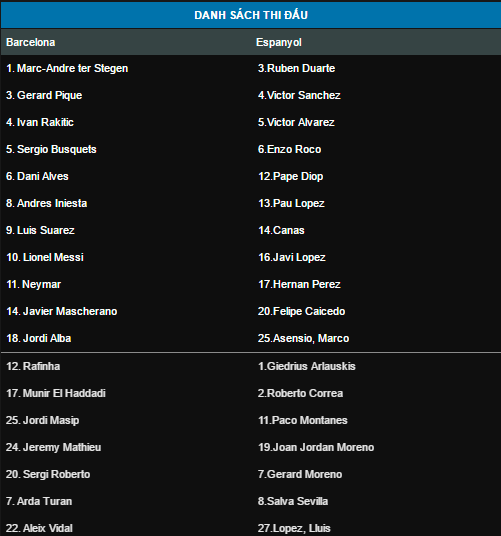 DANH SÁCH THI ĐẤU
Barcelona Espanyol
1. Marc-Andre ter Stegen 3.Ruben Duarte
3. Gerard Pique 4.Victor Sanchez
4. Ivan Rakitic 5.Victor Alvarez
5. Sergio Busquets 6.Enzo Roco
6. Dani Alves 12.Pape Diop
8. Andres Iniesta 13.Pau Lopez
9. Luis Suarez 14.Canas
10. Lionel Messi 16.Javi Lopez
11. Neymar 17.Hernan Perez
14. Javier Mascherano 20.Felipe Caicedo
18. Jordi Alba 25.Asensio, Marco
12. Rafinha 1.Giedrius Arlauskis
17. Munir El Haddadi 2.Roberto Correa
25. Jordi Masip 11.Paco Montanes
24. Jeremy Mathieu 19.Joan Jordan Moreno
20. Sergi Roberto 7.Gerard Moreno
7. Arda Turan 8.Salva Sevilla
22. Aleix Vidal 27.Lopez, Lluis